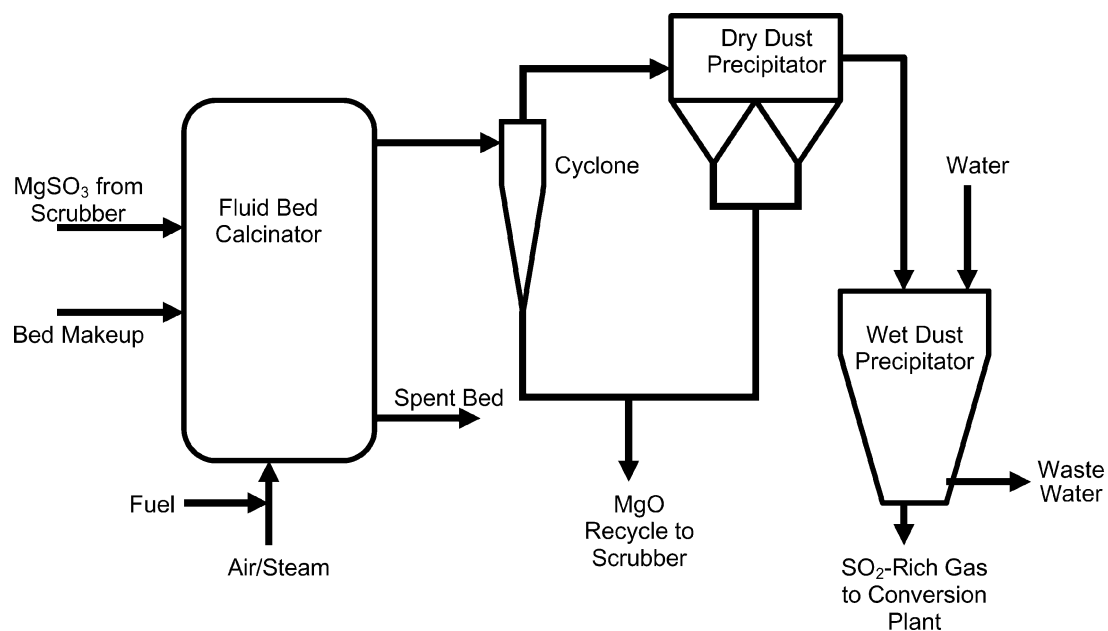 Dry Dust
Precipitator
Cyclone
Water
MgSO₃ from
Scrubber
Fluid Bed
Calcinator
Bed Makeup
Wet Dust
Precipitator
Spent Bed
Fuel
Air/Steam
MgO
Recycle to
Scrubber
Waste
Water
SO₂-Rich Gas
to Conversion
Plant